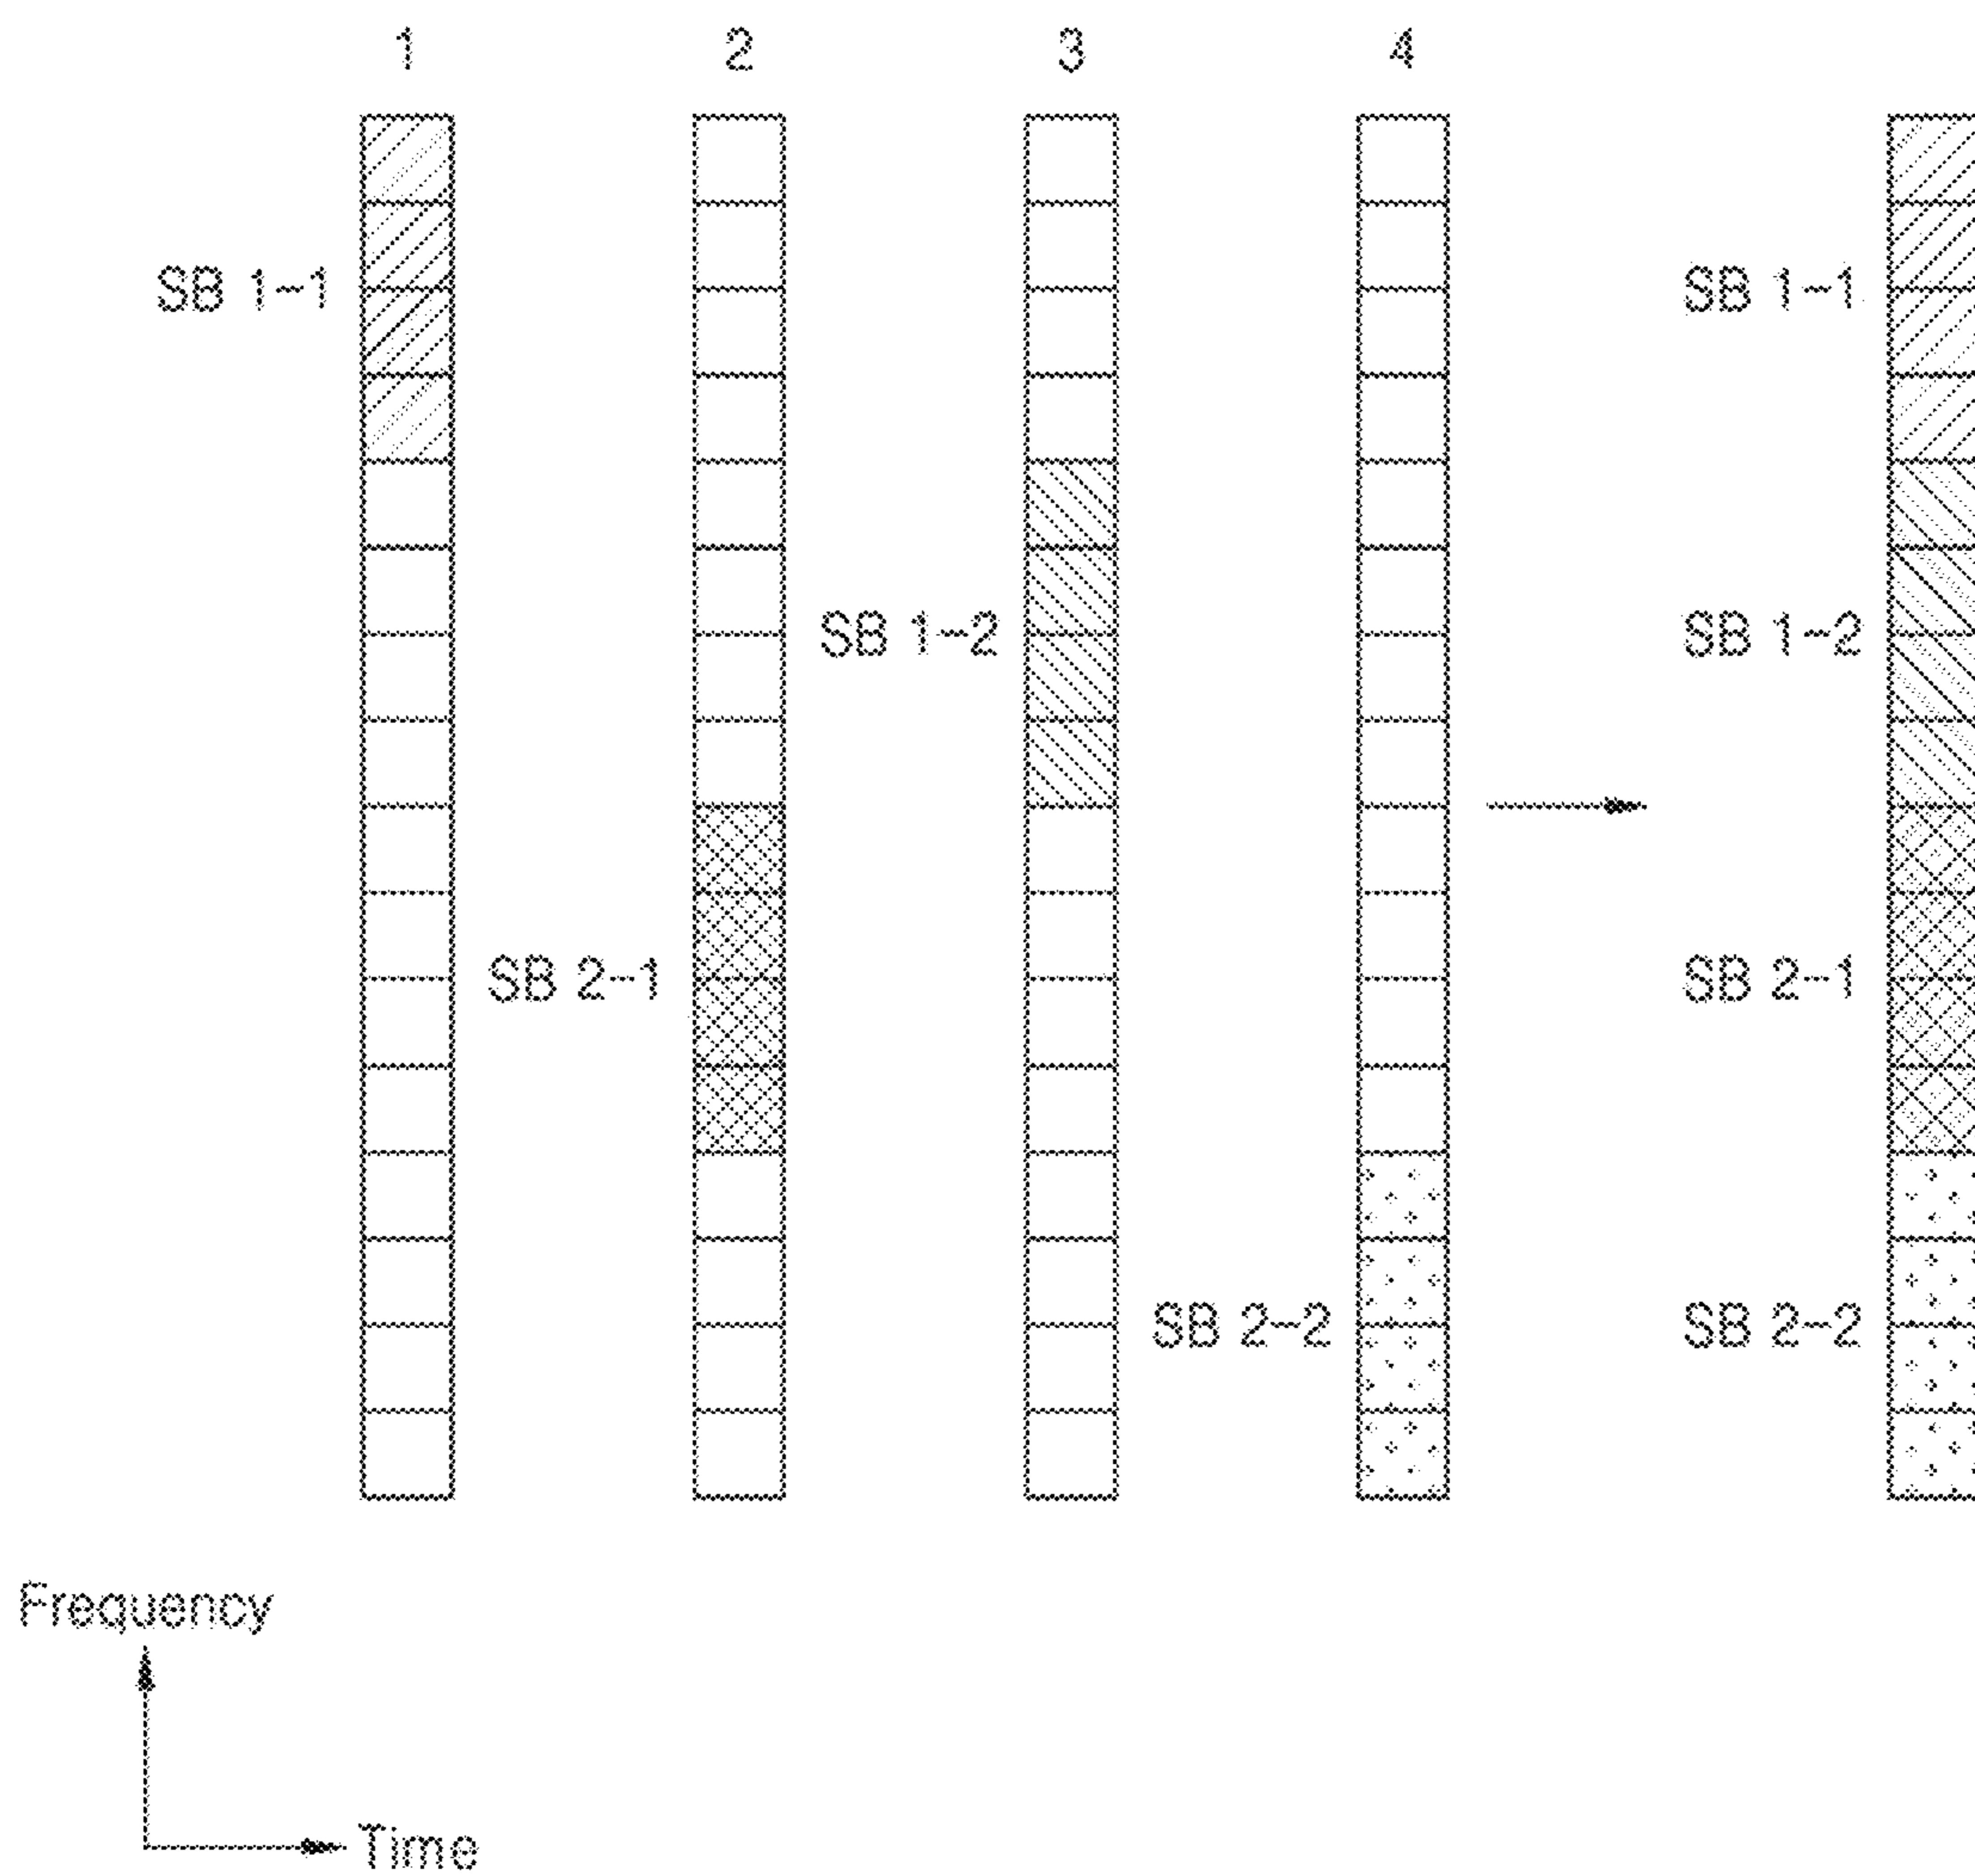 1 2 3 4
SB 1-1 SB 1-1
SB 1-2 SB 1-2
SB 2-1 SB 2-1
SB 2-2 SB 2-2
Frequency
Time